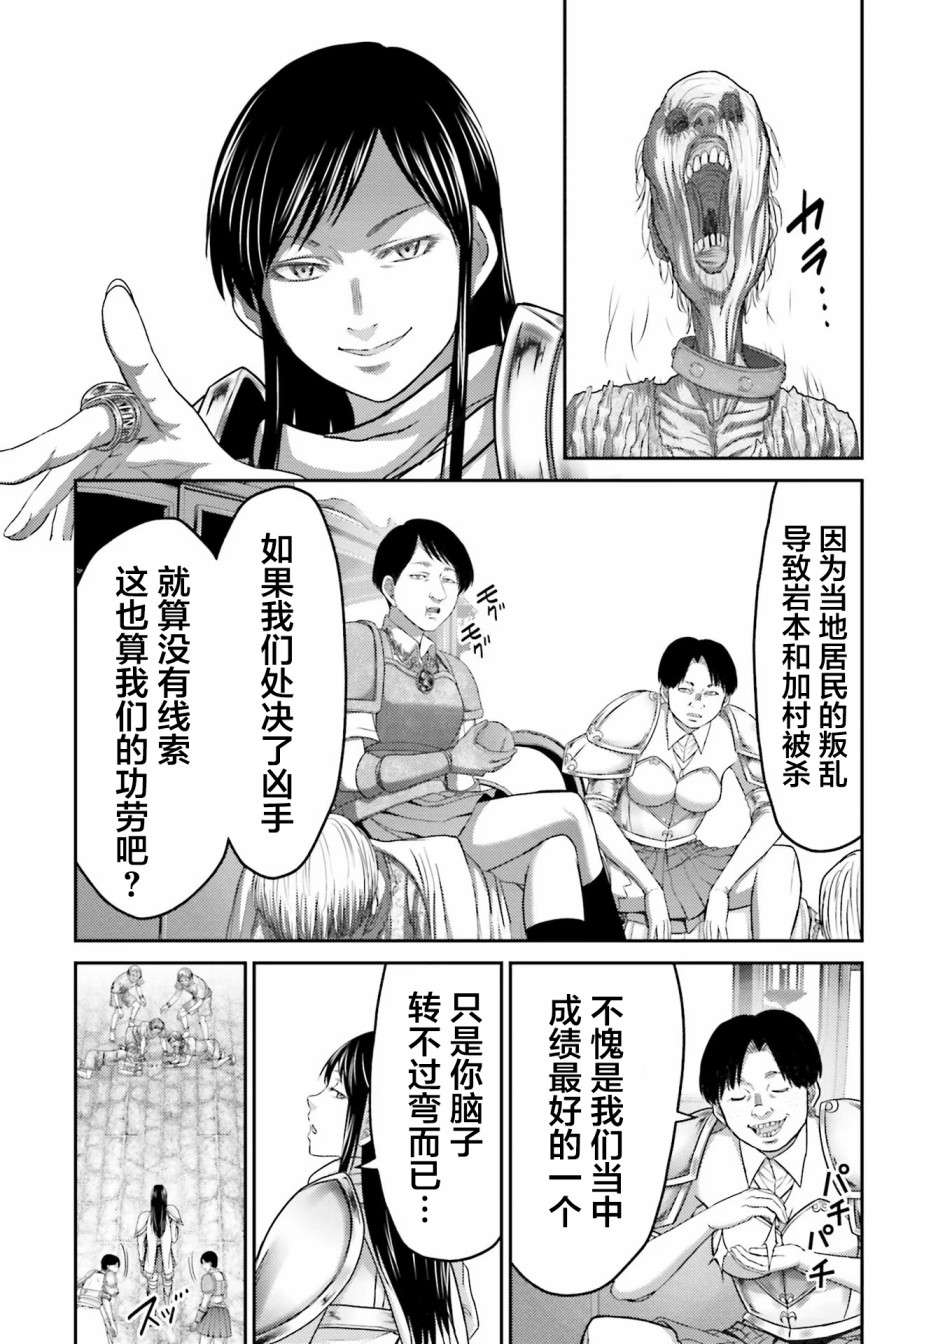 カラ…
因为当地居民的叛乱
导致岩本和加村被杀
モグ
モグ
如果我们处决了凶手
就算没有线索
这也算我们的功劳吧？
不愧是我们当中
成绩最好的一个
パチ
パチ
只是你脑子
转不过弯而已…
スッ…